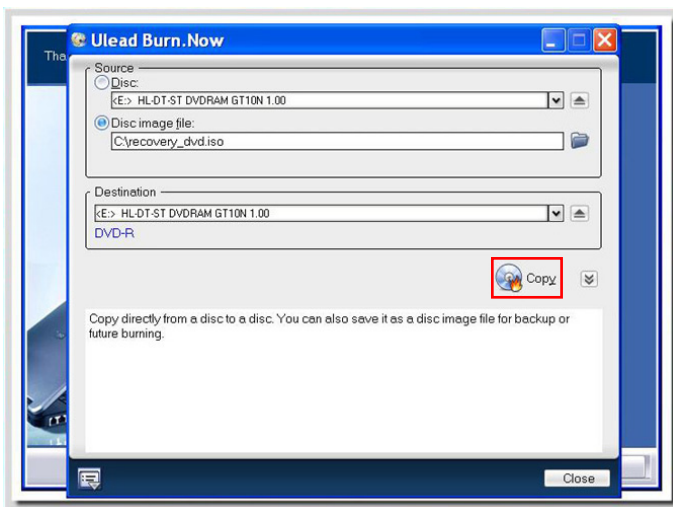 Tha
Ulead Burn.Now
Source
Disc:
<E:> HL-DT-ST DVDRAM GT10N 1.00
Disc image file:
C:\recovery_dvd.iso
Destination
<E:> HL-DT-ST DVDRAM GT10N 1.00
DVD-R
Copy
Copy directly from a disc to a disc. You can also save it as a disc image file for backup or
future burning.
Close